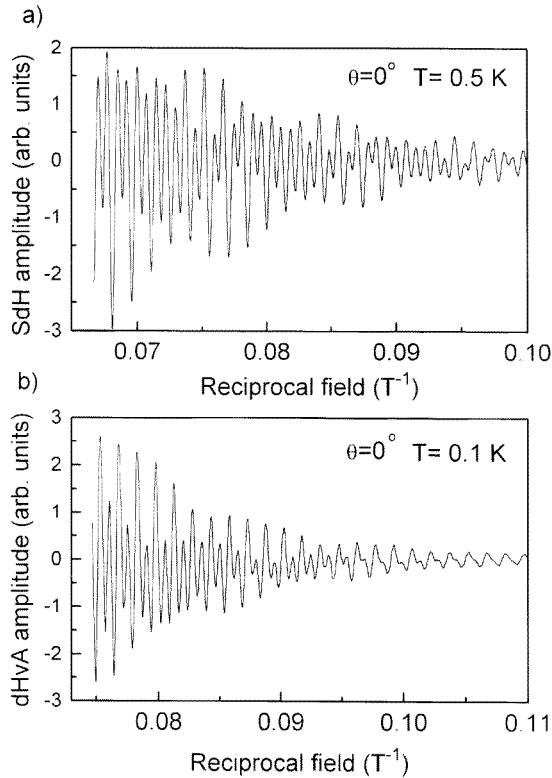 a)
SdH amplitude (arb. units)
2
1
0
-1
-2
-3
θ=0° T= 0.5 K
0.07 0.08 0.09 0.10
Reciprocal field (T⁻¹)
b)
dHvA amplitude (arb. units)
3
2
1
0
-1
-2
-3
θ=0° T= 0.1 K
0.08 0.09 0.10 0.11
Reciprocal field (T⁻¹)